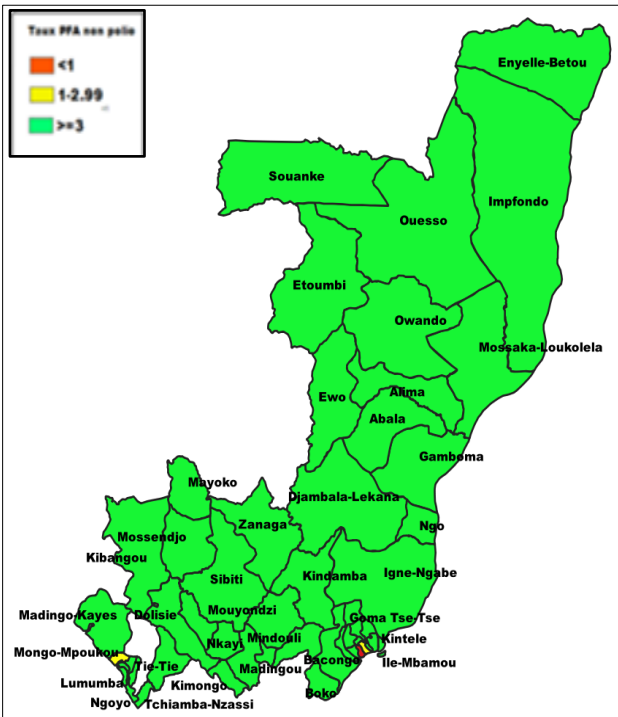 Taux PFA non polio
<1
1-2.99
>=3
Enyelle-Betou
Souanke
Impfondo
Ouesso
Etoumbi
Owando
Mossaka-Loukolela
Ewo
Alima
Abala
Gamboma
Mayoko
Djambala-Lekana
Zanaga
Ngo
Mossendjo
Kibangou
Sibiti
Kindamba
Igne-Ngabe
Madingo-Kayes
Dolisie
Mouyondzi
Goma Tse-Tse
Nkayi
Mindouli
Kintele
Mongo-Mpoukou
Tie-Tie
Madingou
Bacongo
Ile-Mbamou
Lumumba
Kimongo
Boko
Ngoyo
Tchiamba-Nzassi